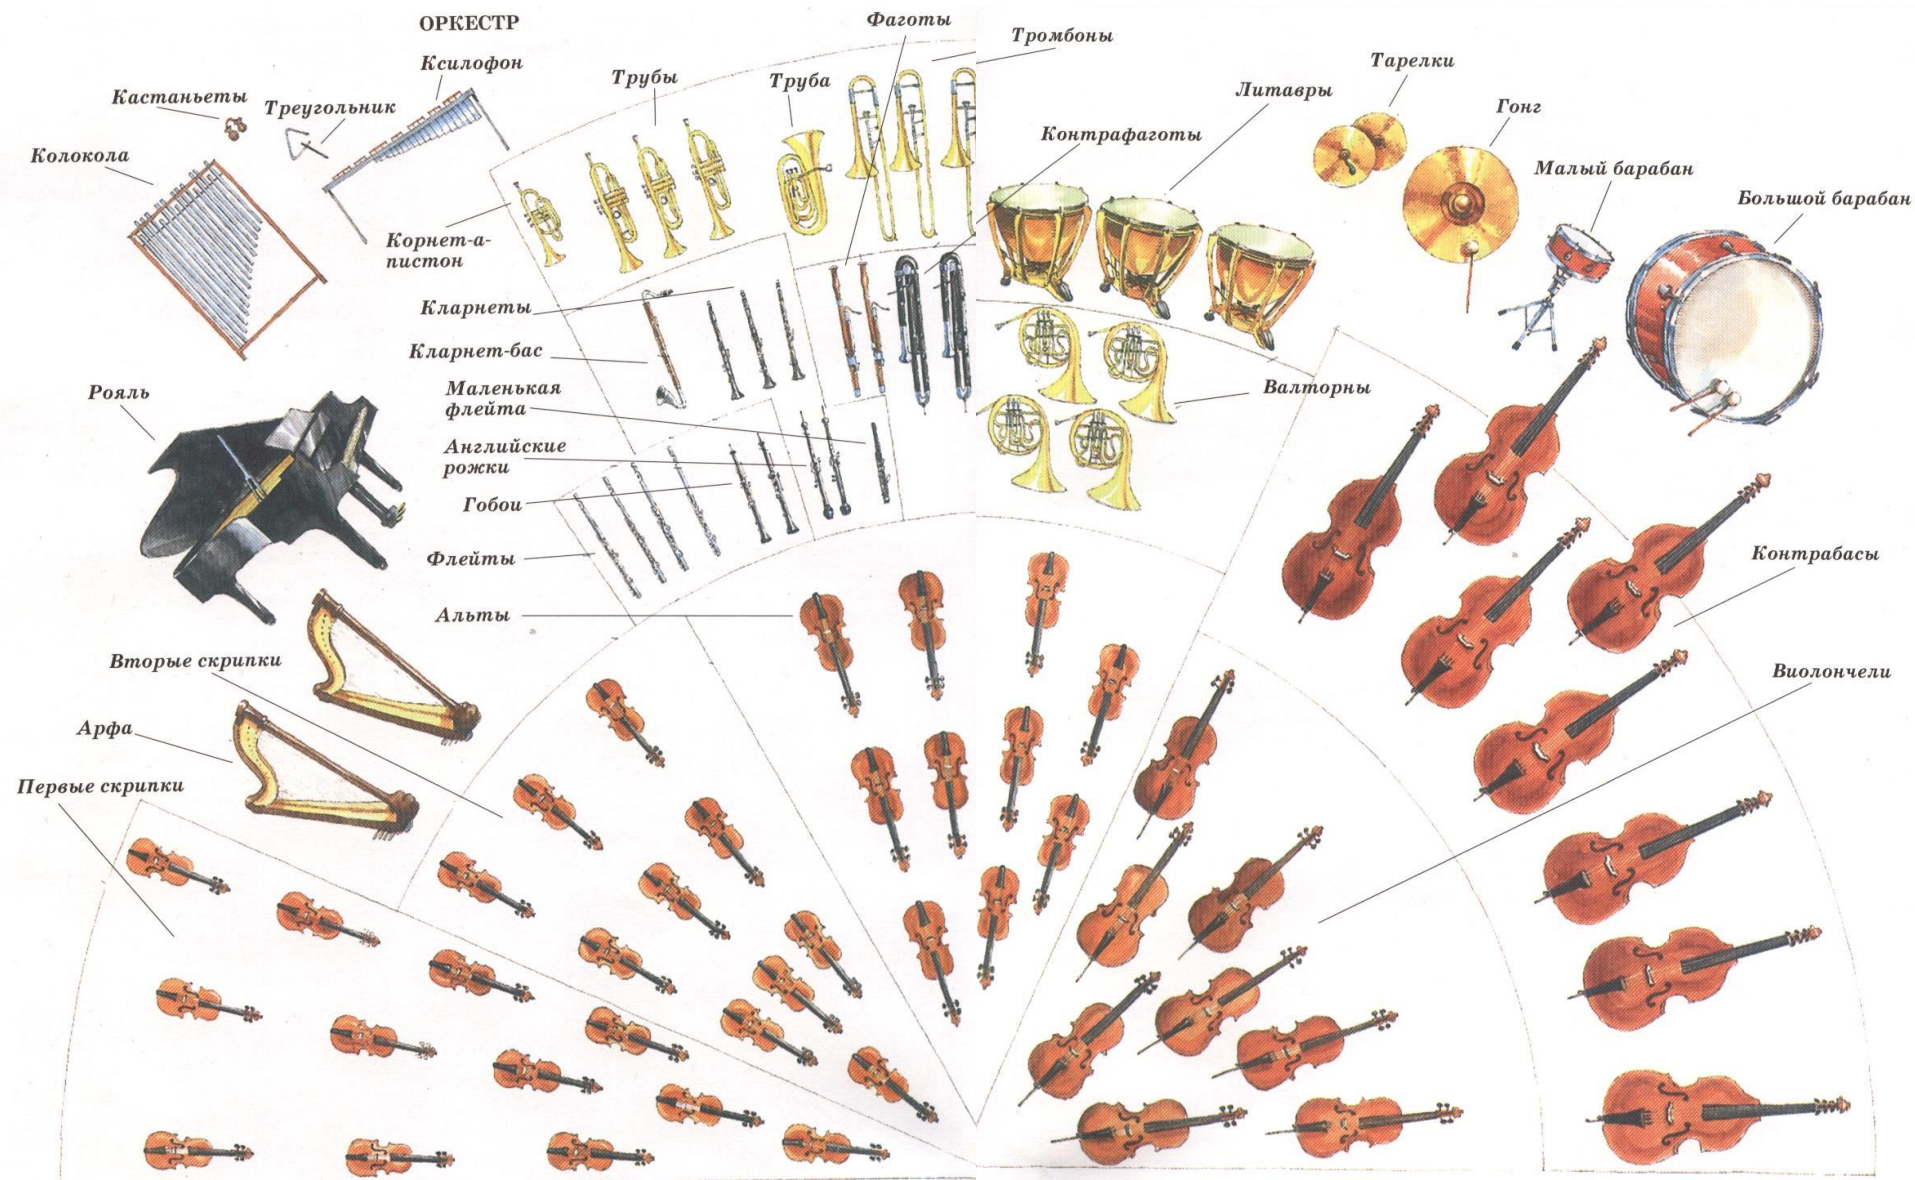 ОРКЕСТР
Фаготы
Тромбоны
Ксилофон
Трубы
Труба
Тарелки
Литавры
Гонг
Кастаньеты
Треугольник
Контрафаготы
Колокола
Малый барабан
Большой барабан
Корнет-а-
пистон
Кларнеты
Кларнет-бас
Маленькая
флейта
Валторны
Рояль
Английские
рожки
Гобои
Флейты
Контрабасы
Альты
Вторые скрипки
Виолончели
Арфа
Первые скрипки